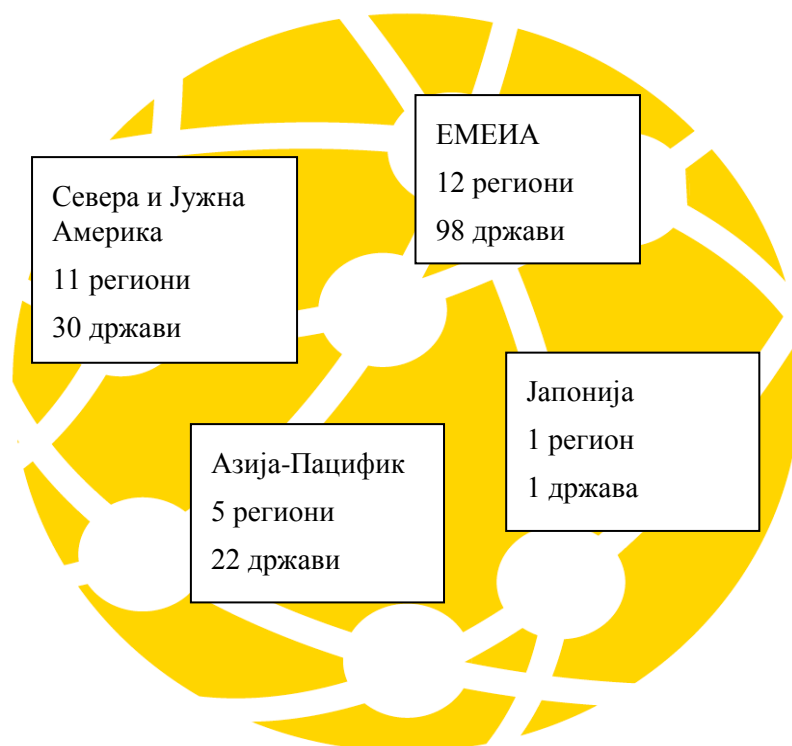 ЕМЕИА
12 региони
98 држави
Севера и Јужна
Америка
11 региони
30 држави
Јапонија
1 регион
1 држава
Азија-Пацифик
5 региони
22 држави